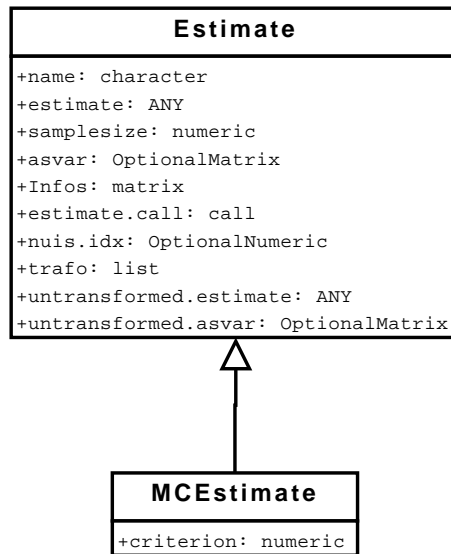 Estimate
+name: character
+estimate: ANY
+samplesize: numeric
+asvar: OptionalMatrix
+Infos: matrix
+estimate.call: call
+nuis.idx: OptionalNumeric
+trafo: list
+untransformed.estimate: ANY
+untransformed.asvar: OptionalMatrix
MCEstimate
+criterion: numeric